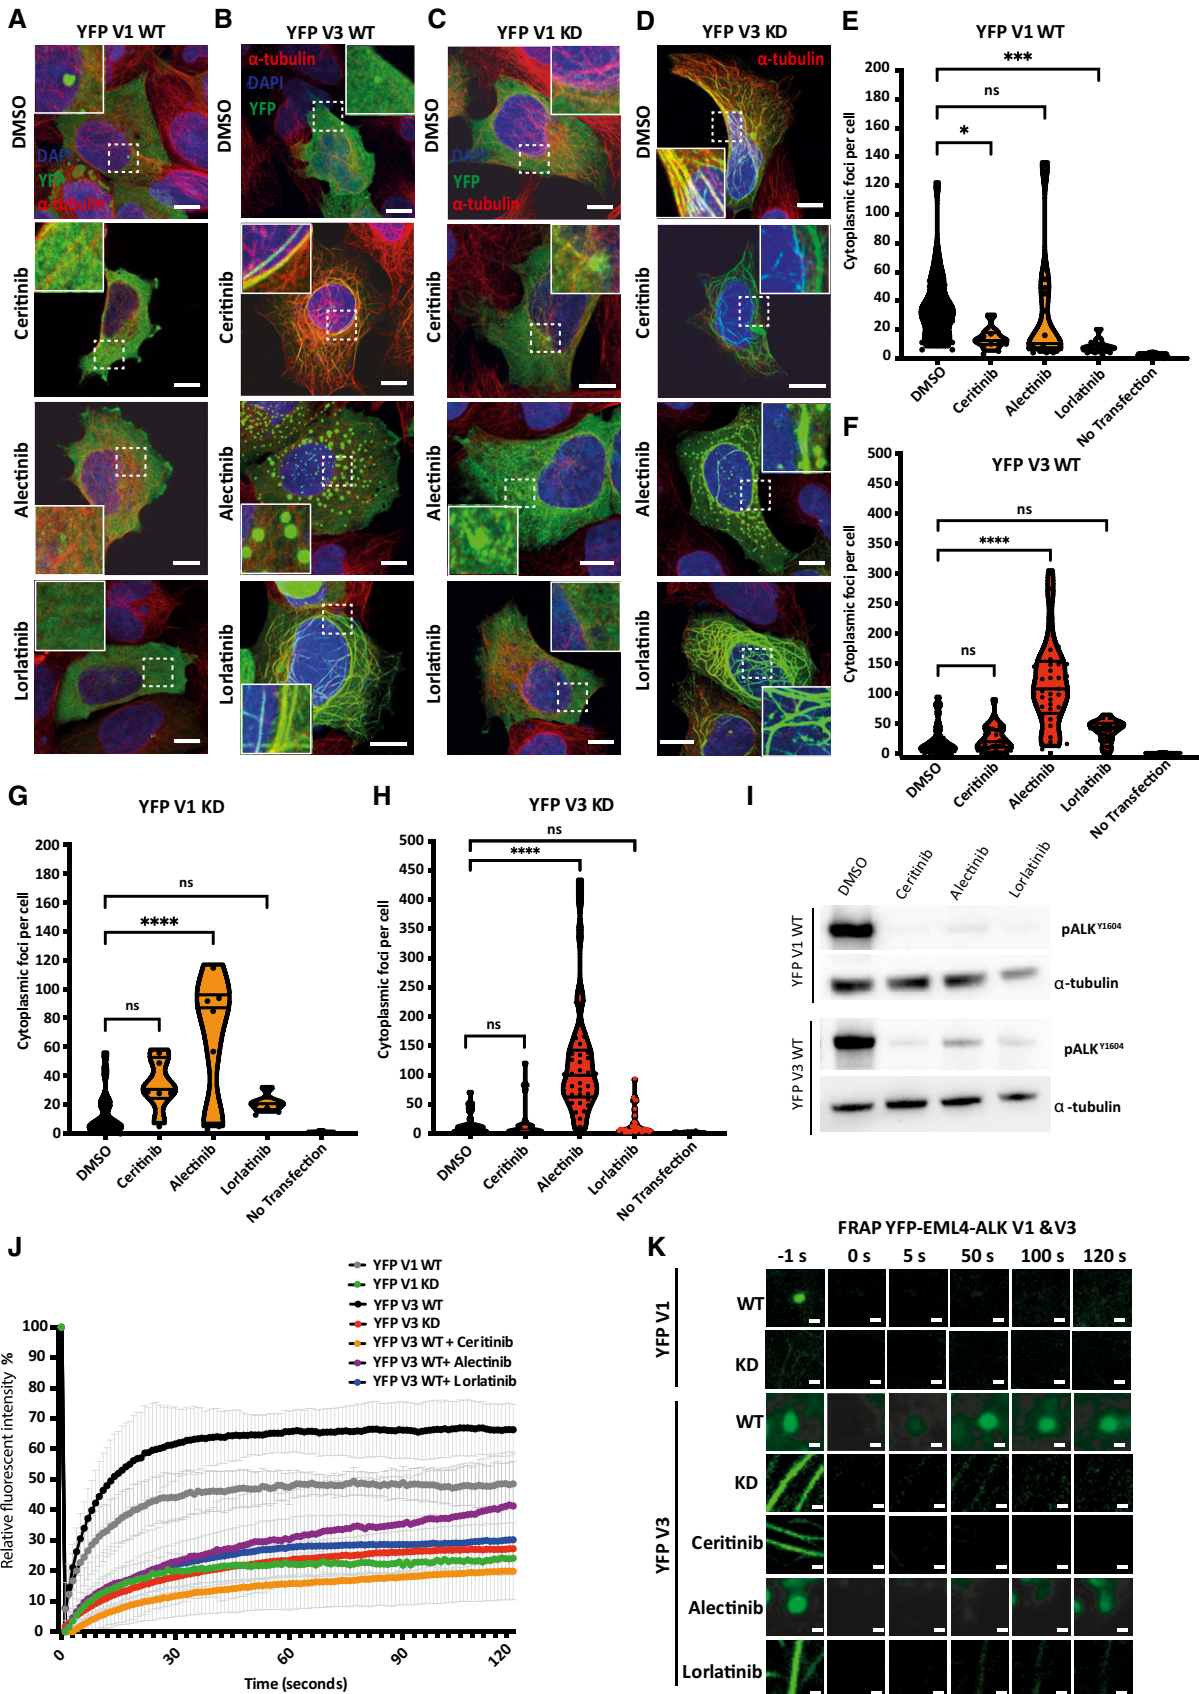 A
YFP V1 WT
DMSO
DAPI
YFP
α-tubulin
Ceritinib
Alectinib
Lorlatinib
B
YFP V3 WT
α-tubulin
DAPI
YFP
DMSO
Ceritinib
Alectinib
Lorlatinib
C
YFP V1 KD
DMSO
DAPI
YFP
α-tubulin
Ceritinib
Alectinib
Lorlatinib
D
YFP V3 KD
α-tubulin
DMSO
Ceritinib
Alectinib
Lorlatinib
E
YFP V1 WT
Cytoplasmic foci per cell
200
180
160
140
120
100
80
60
40
20
0
***
ns
*
DMSO
Ceritinib
Alectinib
Lorlatinib
No Transfection
F
YFP V3 WT
Cytoplasmic foci per cell
500
450
400
350
300
250
200
150
100
50
0
ns
****
ns
DMSO
Ceritinib
Alectinib
Lorlatinib
No Transfection
G
YFP V1 KD
Cytoplasmic foci per cell
200
180
160
140
120
100
80
60
40
20
0
ns
****
ns
DMSO
Ceritinib
Alectinib
Lorlatinib
No Transfection
H
YFP V3 KD
Cytoplasmic foci per cell
500
450
400
350
300
250
200
150
100
50
0
ns
****
ns
DMSO
Ceritinib
Alectinib
Lorlatinib
No Transfection
I
DMSO
Ceritinib
Alectinib
Lorlatinib
YFP V1 WT
pALK^Y1604
α-tubulin
YFP V3 WT
pALK^Y1604
α -tubulin
J
YFP V1 WT
YFP V1 KD
YFP V3 WT
YFP V3 KD
YFP V3 WT + Ceritinib
YFP V3 WT+ Alectinib
YFP V3 WT+ Lorlatinib
Relative fluorescent intensity %
100
90
80
70
60
50
40
30
20
10
0
0
30
60
90
120
Time (seconds)
K
FRAP YFP-EML4-ALK V1 &V3
-1 s
0 s
5 s
50 s
100 s
120 s
YFP V1
WT
KD
YFP V3
WT
KD
Ceritinib
Alectinib
Lorlatinib